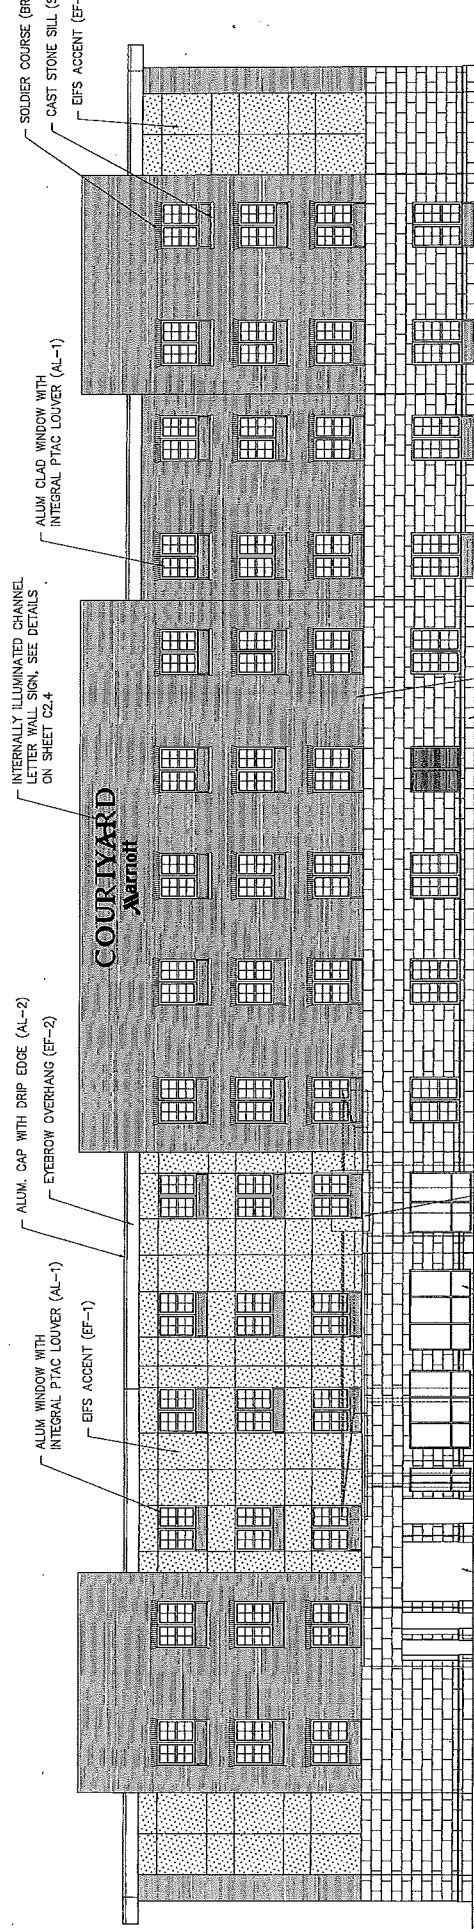 ALUM WINDOW WITH
INTEGRAL PTAC LOUVER (AL-1)
EIFS ACCENT (EF-1)
ALUM. CAP WITH DRIP EDGE (AL-2)
EYEBROW OVERHANG (EF-2)
INTERNALLY ILLUMINATED CHANNEL
LETTER WALL SIGN, SEE DETAILS
ON SHEET C2.4
ALUM CLAD WINDOW WITH
INTEGRAL PTAC LOUVER (AL-1)
SOLDIER COURSE (BR
CAST STONE SILL (S
EIFS ACCENT (EF-
COURTYARD
Marriott